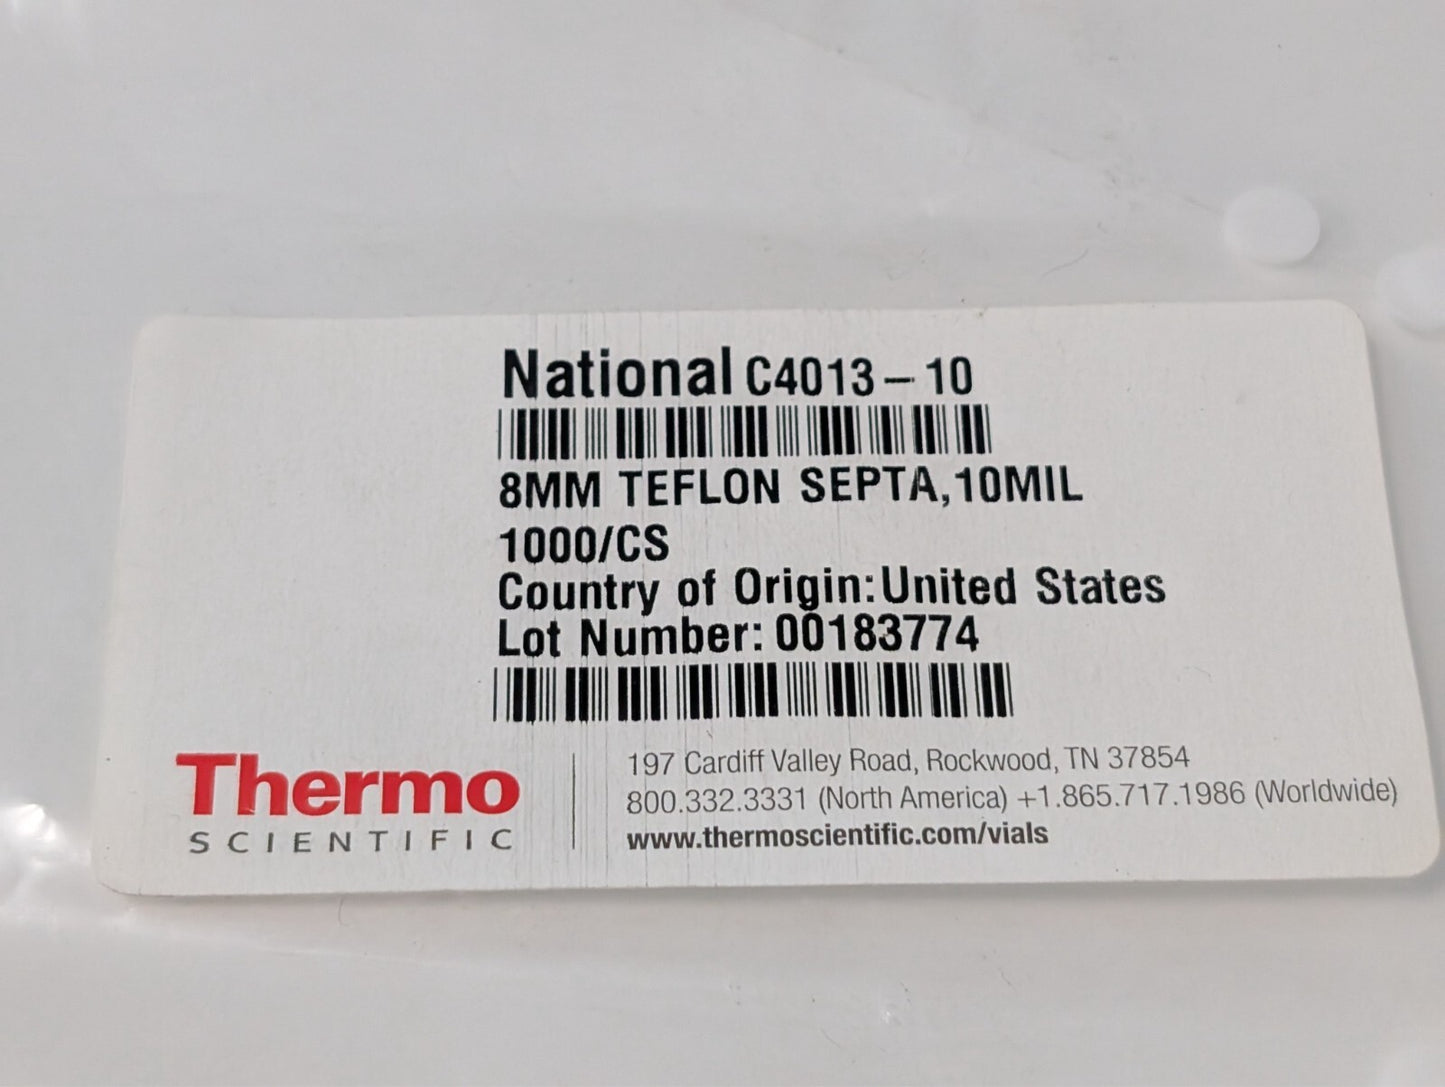 National C4013-10
8MM TEFLON SEPTA,10MIL
1000/CS
Country of Origin:United States
Lot Number: 00183774
Thermo
SCIENTIFIC
197 Cardiff Valley Road, Rockwood, TN 37854
800.332.3331 (North America) +1.865.717.1986 (Worldwide)
www.thermoscientific.com/vials